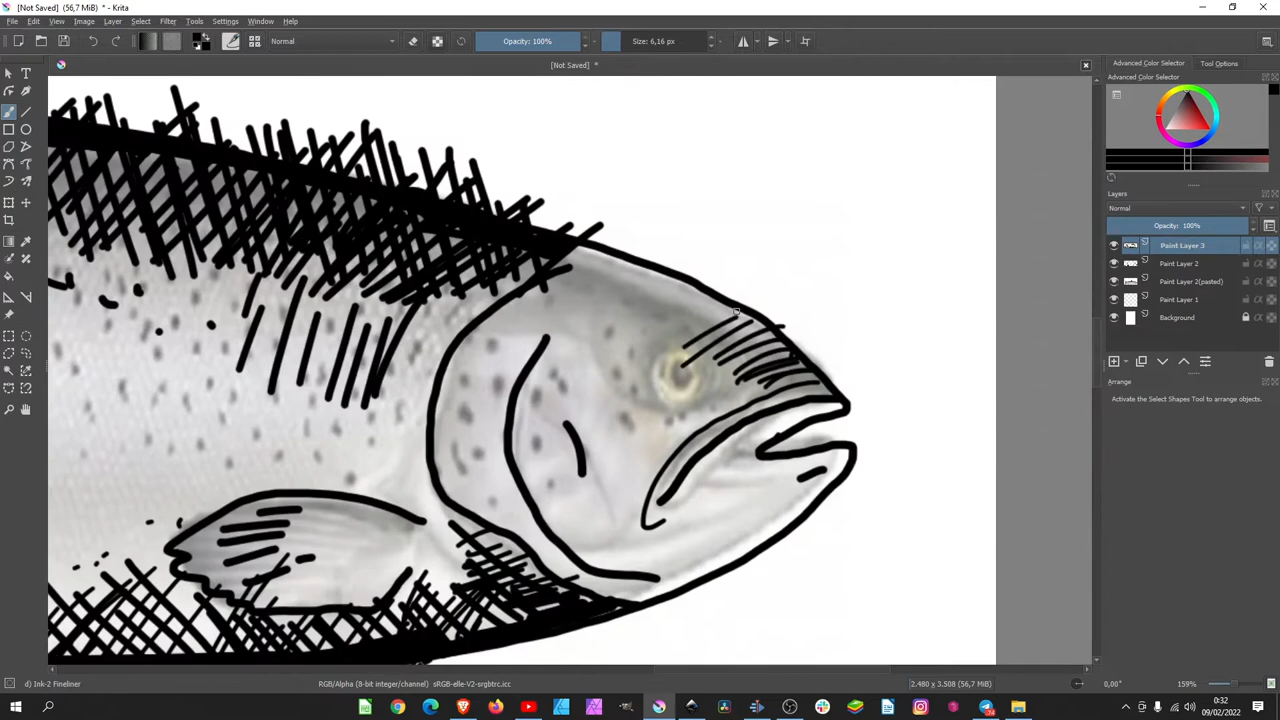 [Not Saved] (56,7 MiB) * - Krita
File Edit View Image Layer Select Filter Tools Settings Window Help
Normal Opacity: 100% Size: 6,16 px
[Not Saved] *
Advanced Color Selector Tool Options
Advanced Color Selector
Layers
Normal
Opacity: 100%
Paint Layer 3
Paint Layer 2
Paint Layer 2(pasted)
Paint Layer 1
Background
Arrange
Activate the Select Shapes Tool to arrange objects.
d) Ink-2 Fineliner RGB/Alpha (8-bit integer/channel) sRGB-elle-V2-srgbtrc.icc 2.480 x 3.508 (56,7 MiB) 0,00° 159%
0:32
09/02/2022